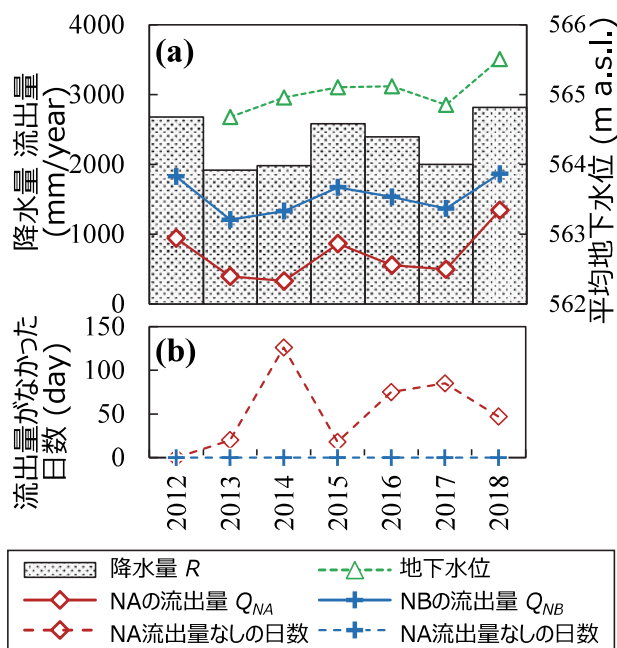 (a)
降水量 流出量
(mm/year)
4000
3000
2000
1000
0
566
565
564
563
562
平均地下水位 (m a.s.l.)
(b)
流出量がなかった
日数 (day)
150
100
50
0
2012
2013
2014
2015
2016
2017
2018
降水量 R
地下水位
NAの流出量 QNA
NBの流出量 QNB
NA流出量なしの日数
NA流出量なしの日数